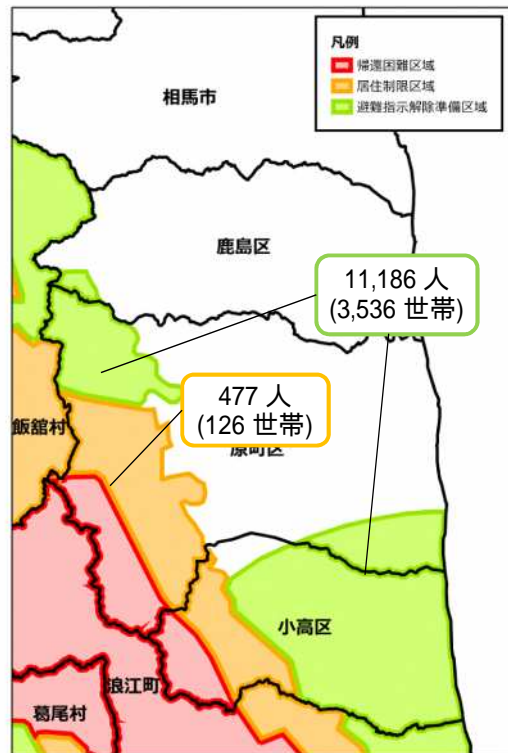 凡例
帰還困難区域
居住制限区域
避難指示解除準備区域
相馬市
鹿島区
11,186 人
(3,536 世帯)
477 人
(126 世帯)
飯舘村
原町区
小高区
浪江町
葛尾村